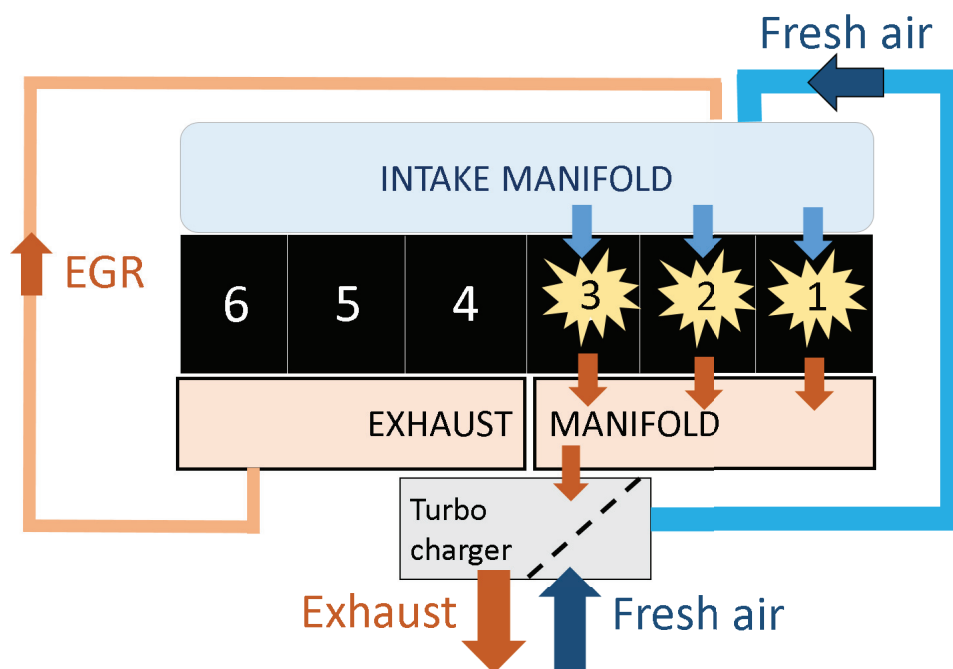 Fresh air
INTAKE MANIFOLD
EGR
6 5 4 3 2 1
EXHAUST MANIFOLD
Turbo
charger
Exhaust
Fresh air